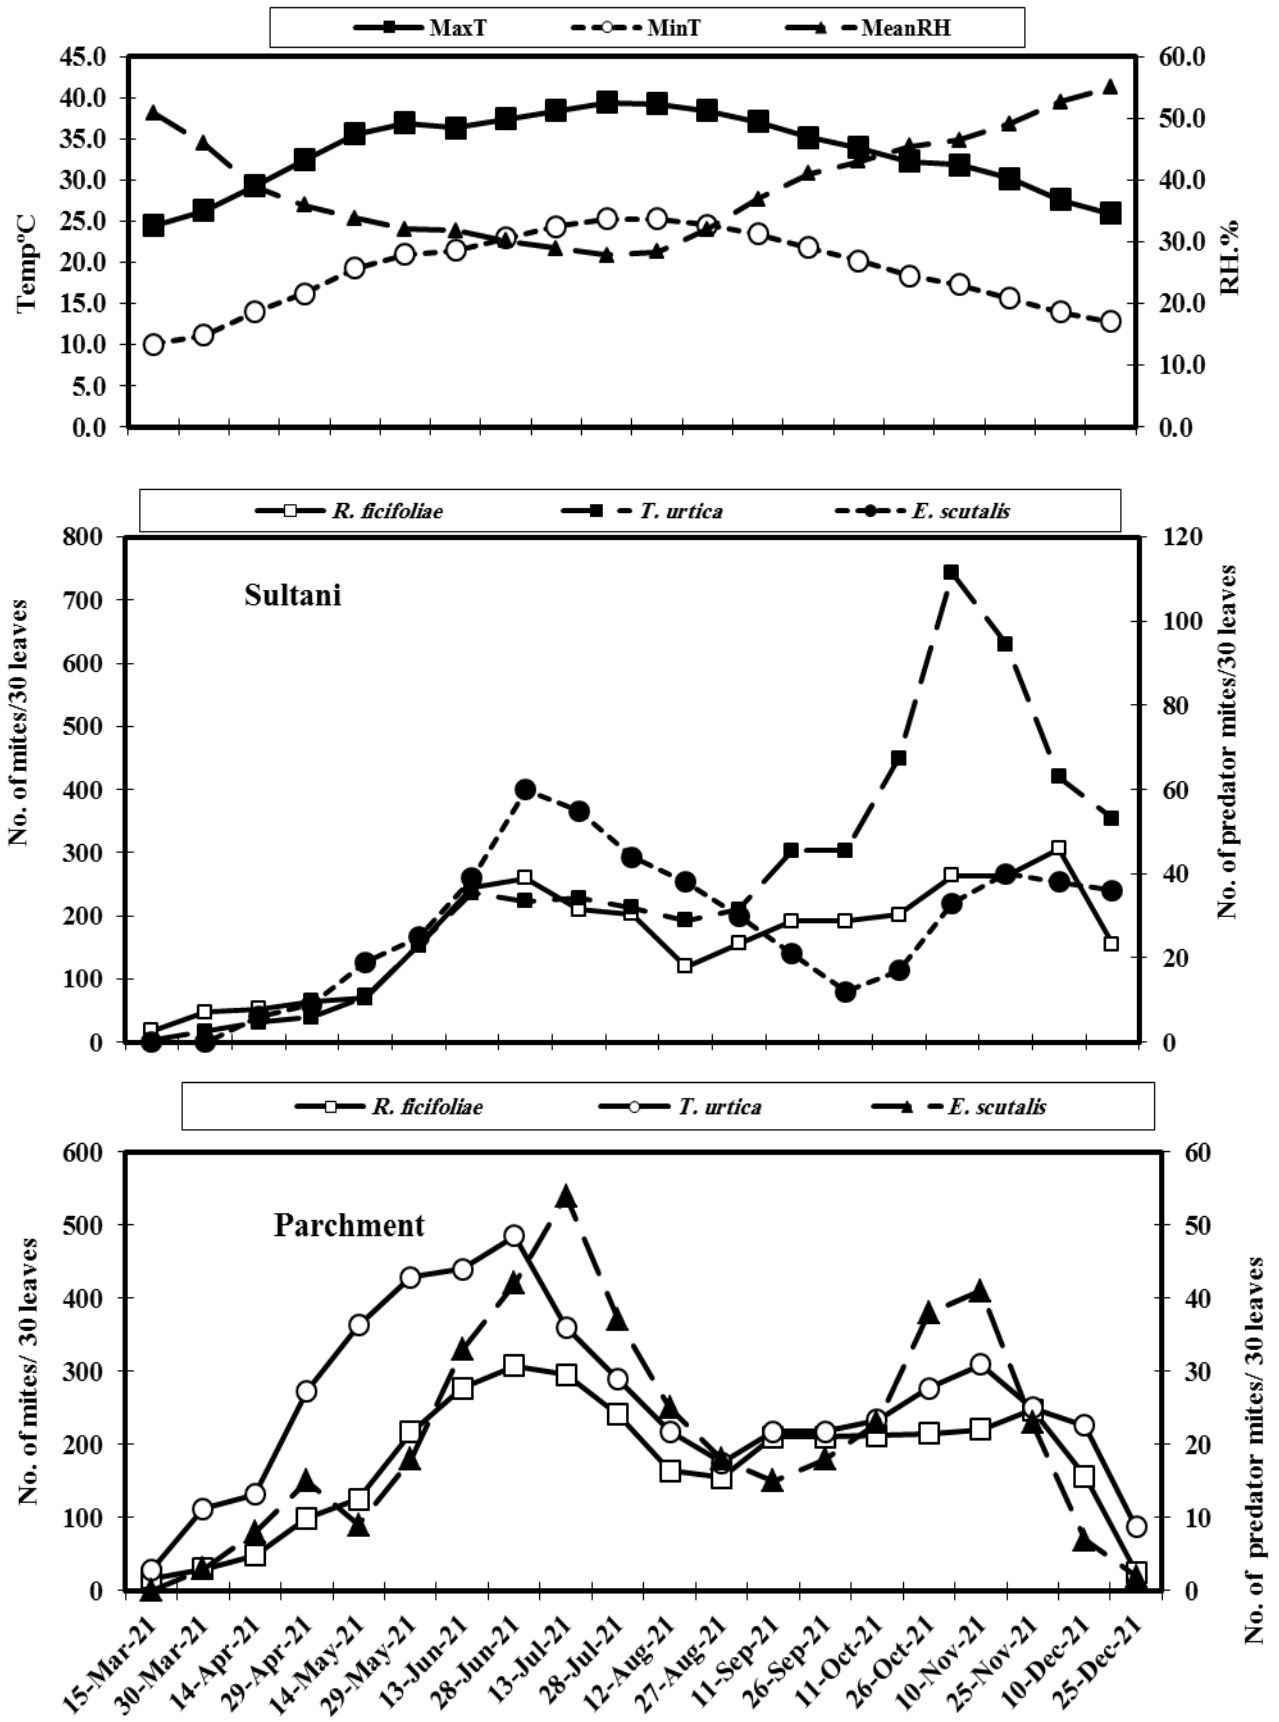 MaxT MinT MeanRH
45.0 60.0
40.0 50.0
35.0 40.0
30.0 30.0
25.0 20.0
20.0 10.0
15.0 0.0
10.0
5.0
0.0
TempºC
RH.%
R. ficifoliae T. urtica E. scutalis
800 120
700 100
600 80
500 60
400 40
300 20
200 0
100
0
Sultani
No. of mites/30 leaves
No. of predator mites/30 leaves
R. ficifoliae T. urtica E. scutalis
600 60
500 50
400 40
300 30
200 20
100 10
0 0
Parchment
No. of mites/ 30 leaves
No. of predator mites/ 30 leaves
15-Mar-21
30-Mar-21
14-Apr-21
29-Apr-21
14-May-21
29-May-21
13-Jun-21
28-Jun-21
13-Jul-21
28-Jul-21
12-Aug-21
27-Aug-21
11-Sep-21
26-Sep-21
11-Oct-21
26-Oct-21
10-Nov-21
25-Nov-21
10-Dec-21
25-Dec-21